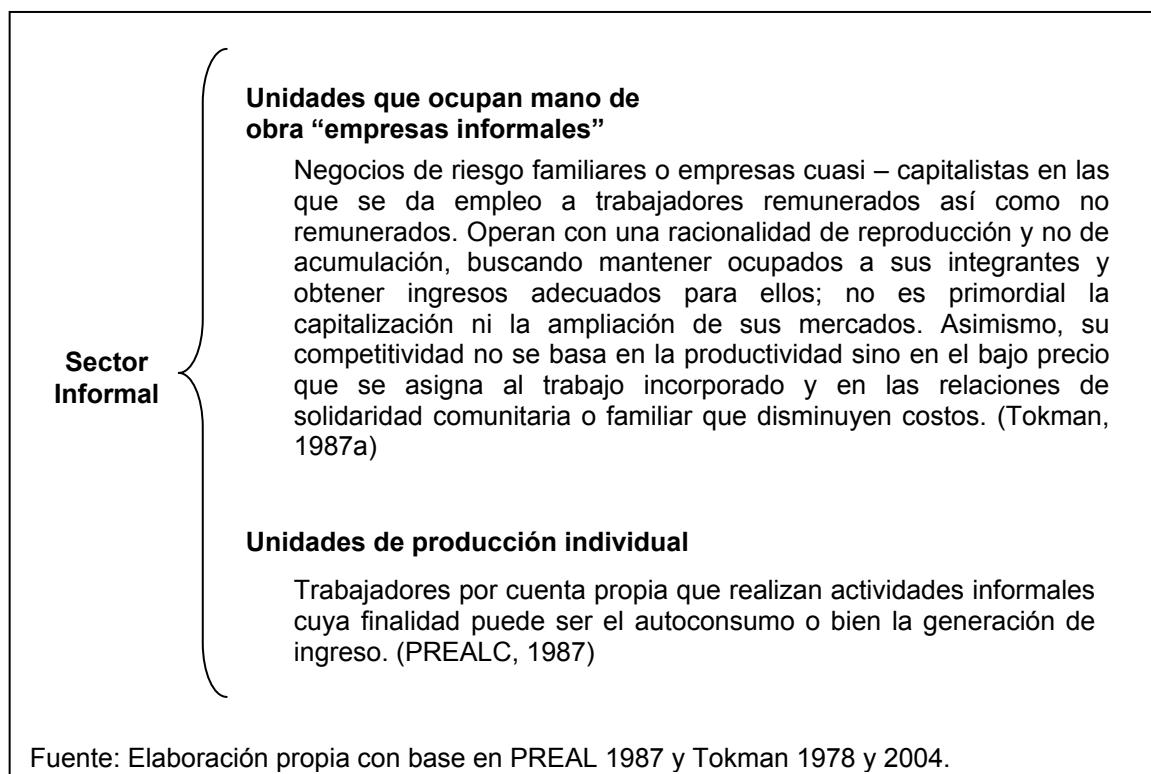 Unidades que ocupan mano de
obra “empresas informales”
Negocios de riesgo familiares o empresas cuasi – capitalistas en las
que se da empleo a trabajadores remunerados así como no
remunerados. Operan con una racionalidad de reproducción y no de
acumulación, buscando mantener ocupados a sus integrantes y
obtener ingresos adecuados para ellos; no es primordial la
capitalización ni la ampliación de sus mercados. Asimismo, su
competitividad no se basa en la productividad sino en el bajo precio
que se asigna al trabajo incorporado y en las relaciones de
solidaridad comunitaria o familiar que disminuyen costos. (Tokman,
1987a)
Sector
Informal
Unidades de producción individual
Trabajadores por cuenta propia que realizan actividades informales
cuya finalidad puede ser el autoconsumo o bien la generación de
ingreso. (PREALC, 1987)
Fuente: Elaboración propia con base en PREAL 1987 y Tokman 1978 y 2004.